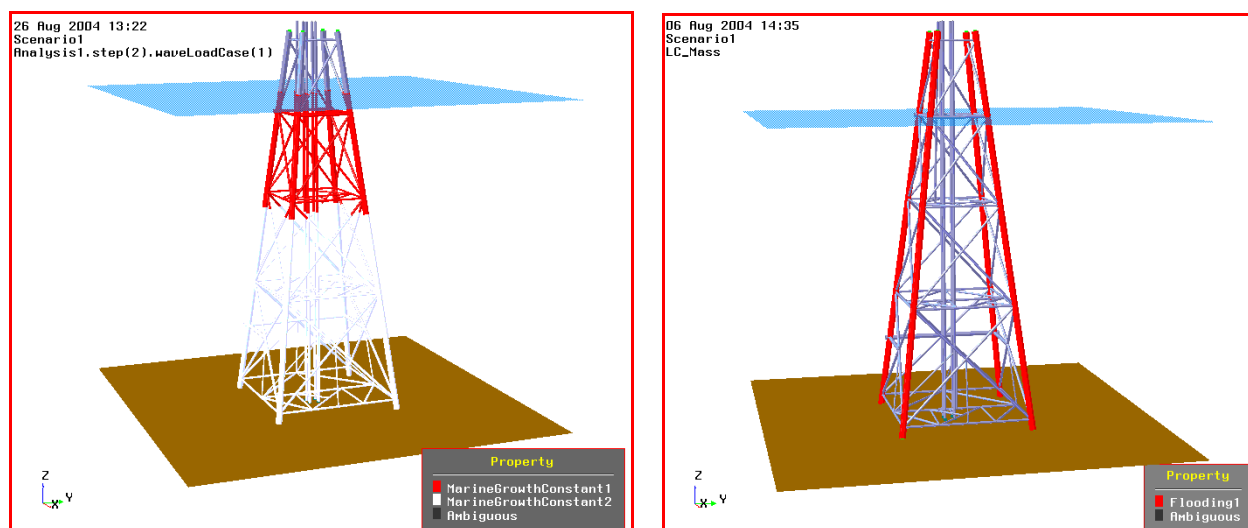 26 Aug 2004 13:22
Scenario1
Analysis1.step(2).waveLoadCase(1)
Z
X
Y
Property
MarineGrowthConstant1
MarineGrowthConstant2
Ambiguous
06 Aug 2004 14:35
Scenario1
LC_Mass
Z
X
Y
Property
Flooding1
Ambiguous